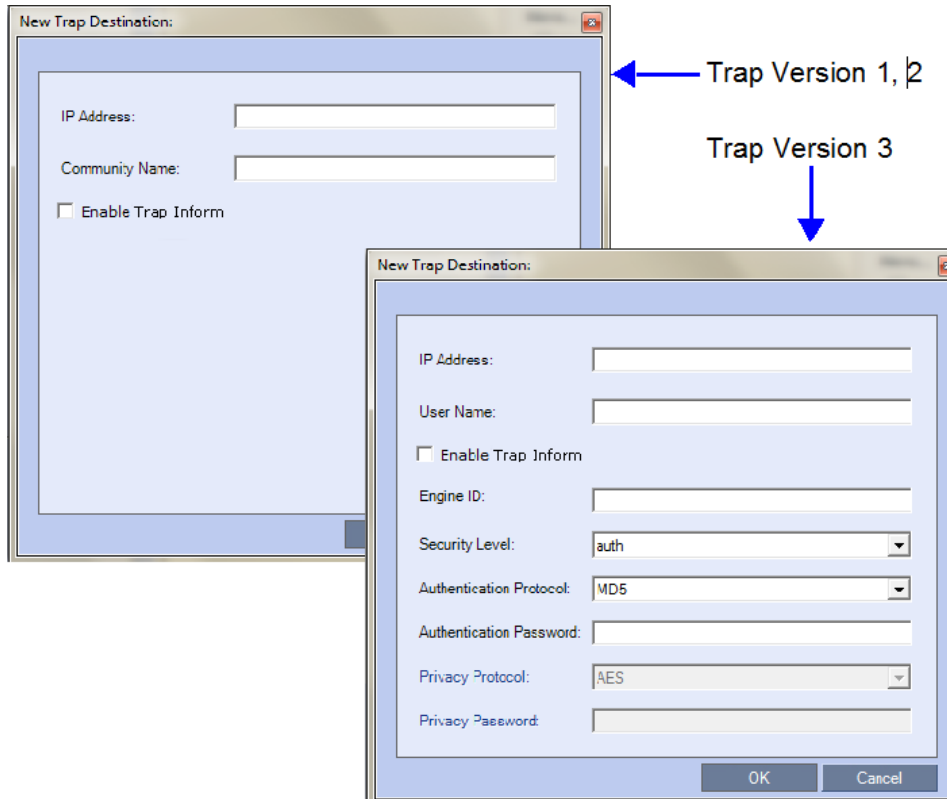 New Trap Destination:
IP Address:
Community Name:
Enable Trap Inform
Trap Version 1, 2
Trap Version 3
New Trap Destination:
IP Address:
User Name:
Enable Trap Inform
Engine ID:
Security Level:
auth
Authentication Protocol:
MD5
Authentication Password:
Privacy Protocol:
AES
Privacy Password:
OK
Cancel